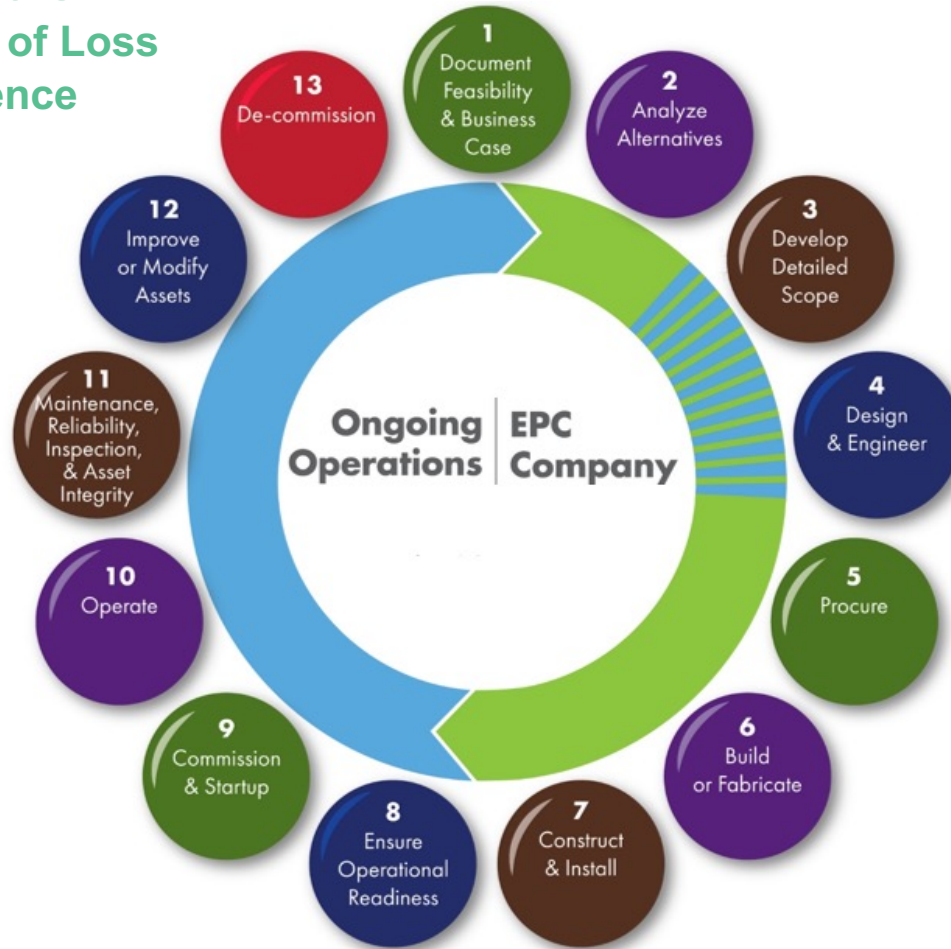 of Loss
1
Document
Feasibility
& Business
Case
2
Analyze
Alternatives
3
Develop
Detailed
Scope
4
Design
& Engineer
5
Procure
6
Build
or Fabricate
7
Construct
& Install
8
Ensure
Operational
Readiness
9
Commission
& Startup
10
Operate
11
Maintenance,
Reliability,
Inspection,
& Asset
Integrity
12
Improve
or Modify
Assets
13
De-commission
Ongoing
Operations
EPC
Company